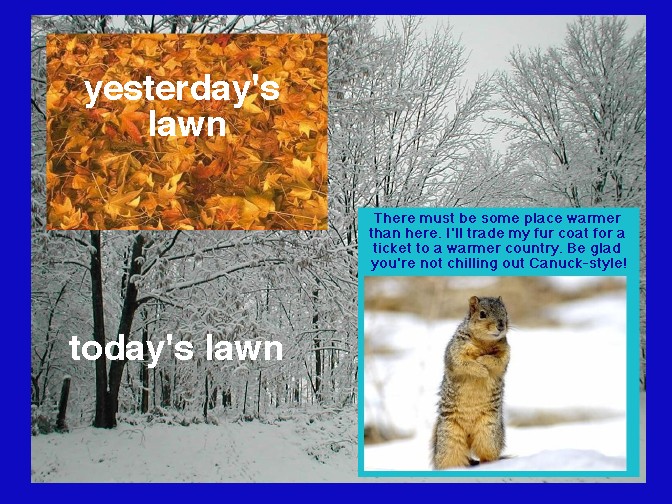 yesterday's
lawn
There must be some place warmer
than here. I'll trade my fur coat for a
ticket to a warmer country. Be glad
you're not chilling out Canuck-style!
today's lawn